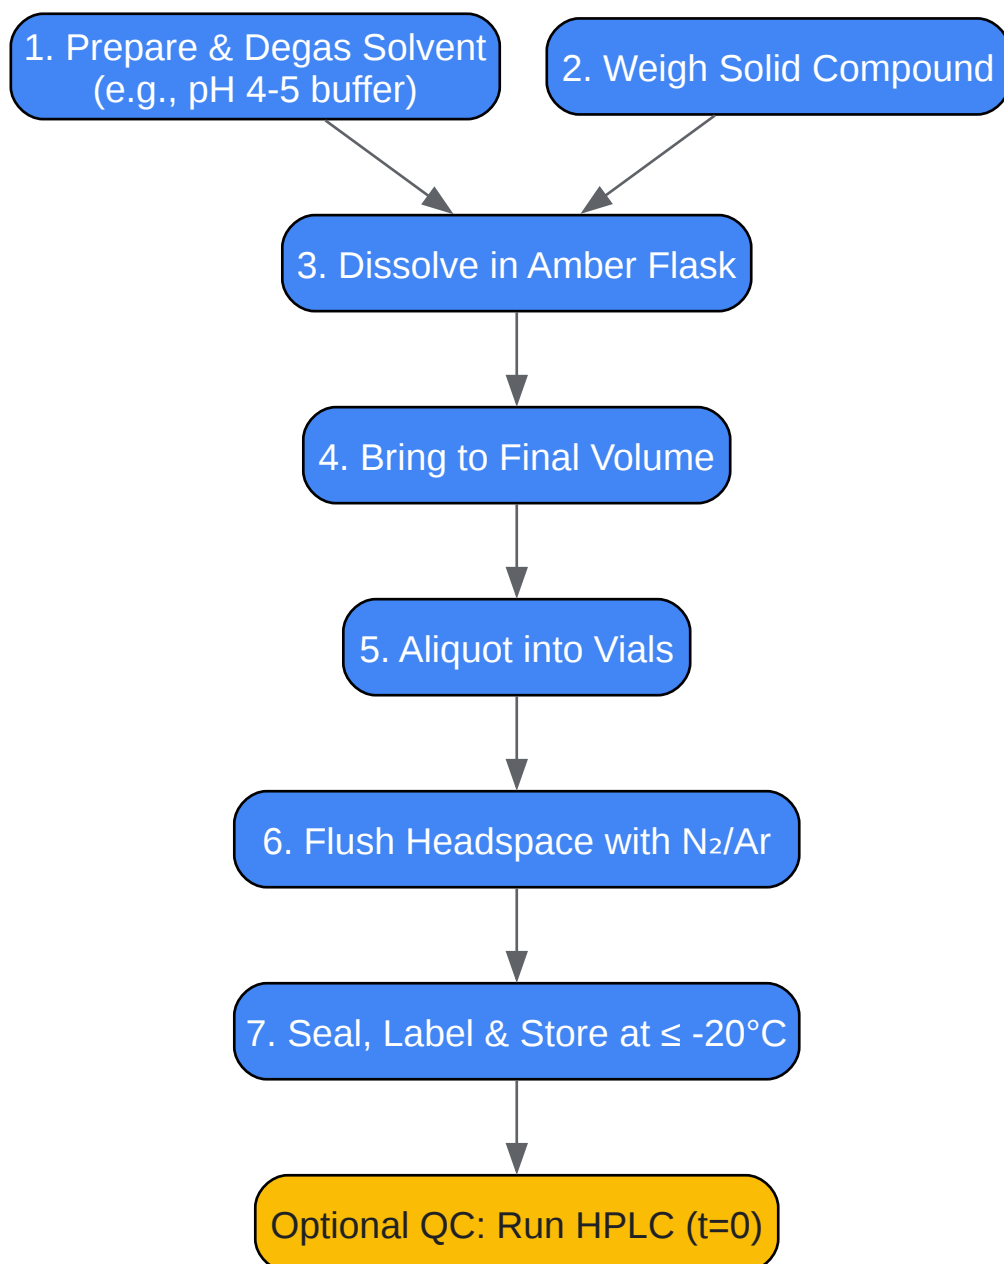 1. Prepare & Degas Solvent
(e.g., pH 4-5 buffer)
2. Weigh Solid Compound
3. Dissolve in Amber Flask
4. Bring to Final Volume
5. Aliquot into Vials
6. Flush Headspace with N₂/Ar
7. Seal, Label & Store at ≤ -20°C
Optional QC: Run HPLC (t=0)